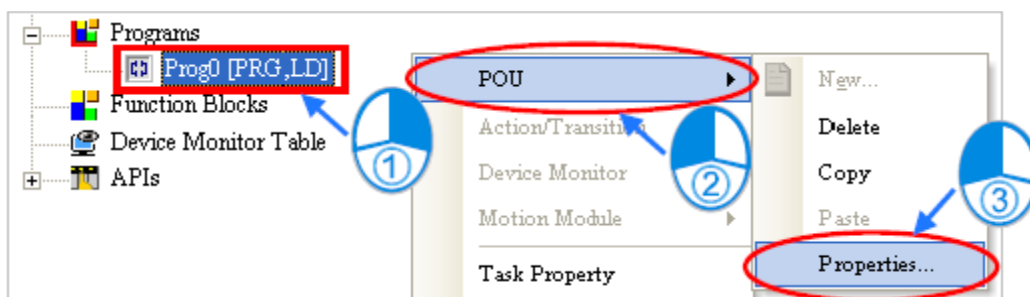 Programs
Prog0 [PRG,LD]
Function Blocks
Device Monitor Table
APIs
1
POU
Action/Transition
Device Monitor
Motion Module
Task Property
2
New...
Delete
Copy
Paste
Properties...
3